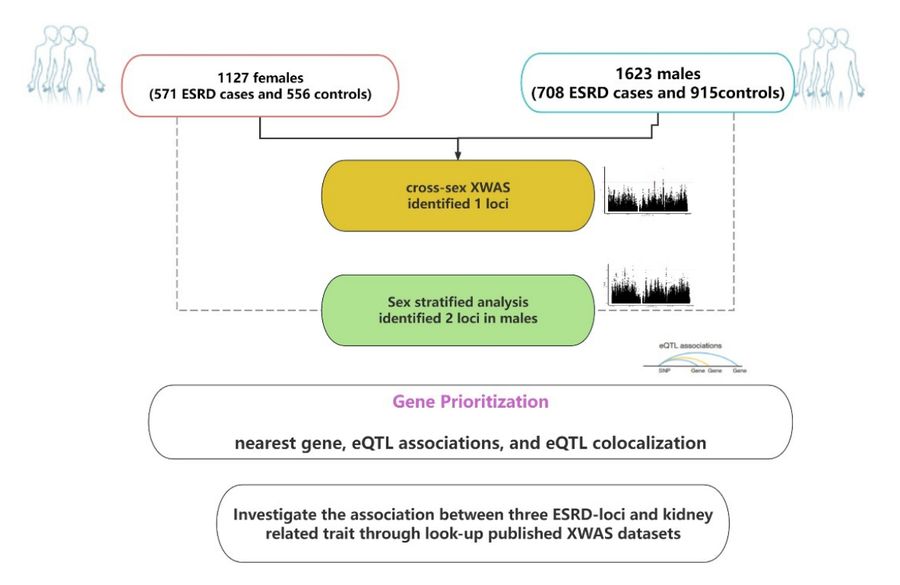 1127 females
(571 ESRD cases and 556 controls)
1623 males
(708 ESRD cases and 915controls)
cross-sex XWAS
identified 1 loci
Sex stratified analysis
identified 2 loci in males
eQTL associations
SNP Gene Gene Gene
Gene Prioritization
nearest gene, eQTL associations, and eQTL colocalization
Investigate the association between three ESRD-loci and kidney
related trait through look-up published XWAS datasets